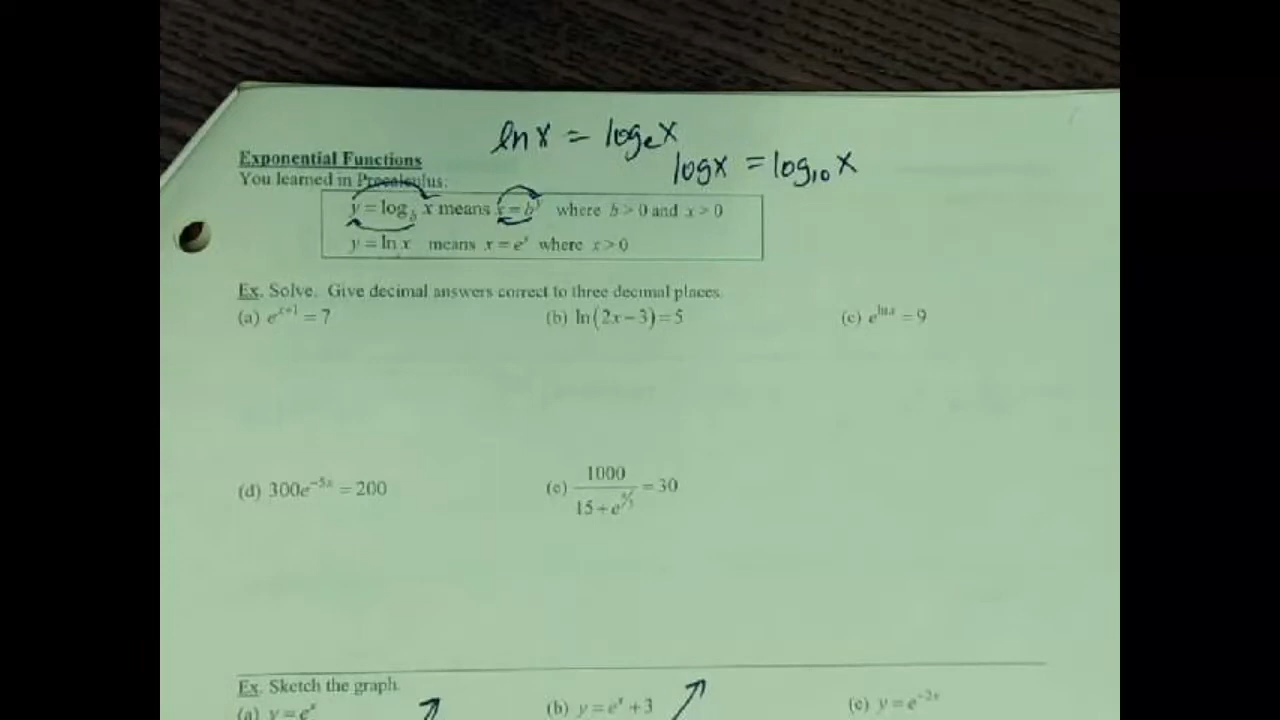 ln x = logₑx
log x = log₁₀ x
Exponential Functions
You learned in Precalculus:
y = log_b x means x = b^y where b > 0 and x > 0
y = ln x means x = e^y where x > 0
Ex. Solve. Give decimal answers correct to three decimal places.
(a) e^(x+1) = 7 (b) ln(2x − 3) = 5 (c) e^(ln x) = 9
(d) 300e^(−5x) = 200 (e) 1000/(15 + e^(x/3)) = 30
Ex. Sketch the graph.
(a) y = e^x (b) y = e^x + 3 (c) y = e^(−2x)